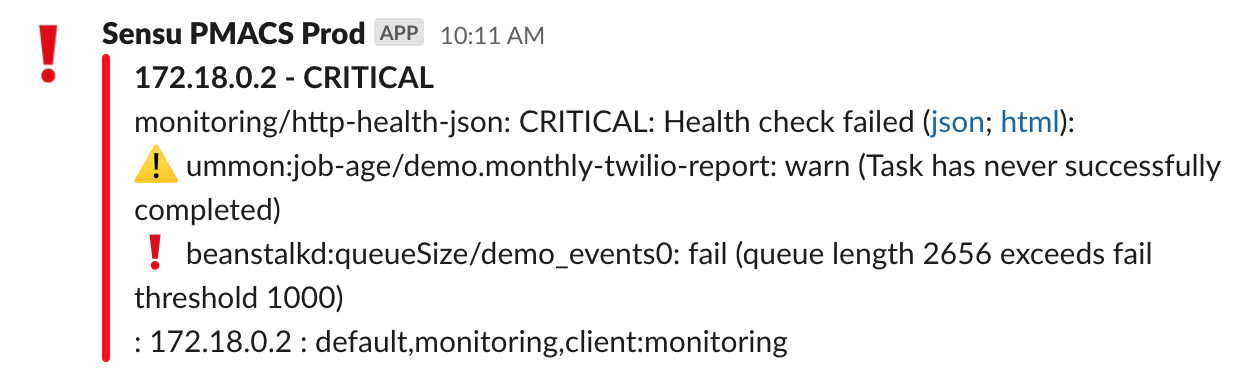 Sensu PMACS Prod APP 10:11 AM
172.18.0.2 - CRITICAL
monitoring/http-health-json: CRITICAL: Health check failed (json; html):
⚠️ ummon:job-age/demo.monthly-twilio-report: warn (Task has never successfully
completed)
❗ beanstalkd:queueSize/demo_events0: fail (queue length 2656 exceeds fail
threshold 1000)
: 172.18.0.2 : default,monitoring,client:monitoring